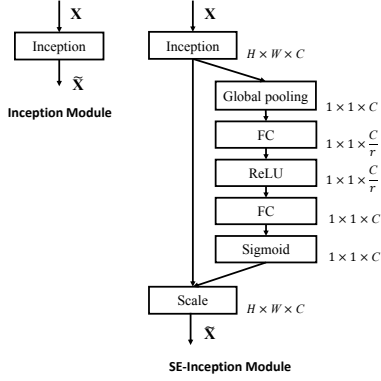 X
Inception
X̃
Inception Module
X
Inception
H × W × C
Global pooling
1 × 1 × C
FC
1 × 1 × C/r
ReLU
1 × 1 × C/r
FC
1 × 1 × C
Sigmoid
1 × 1 × C
Scale
H × W × C
X̃
SE-Inception Module